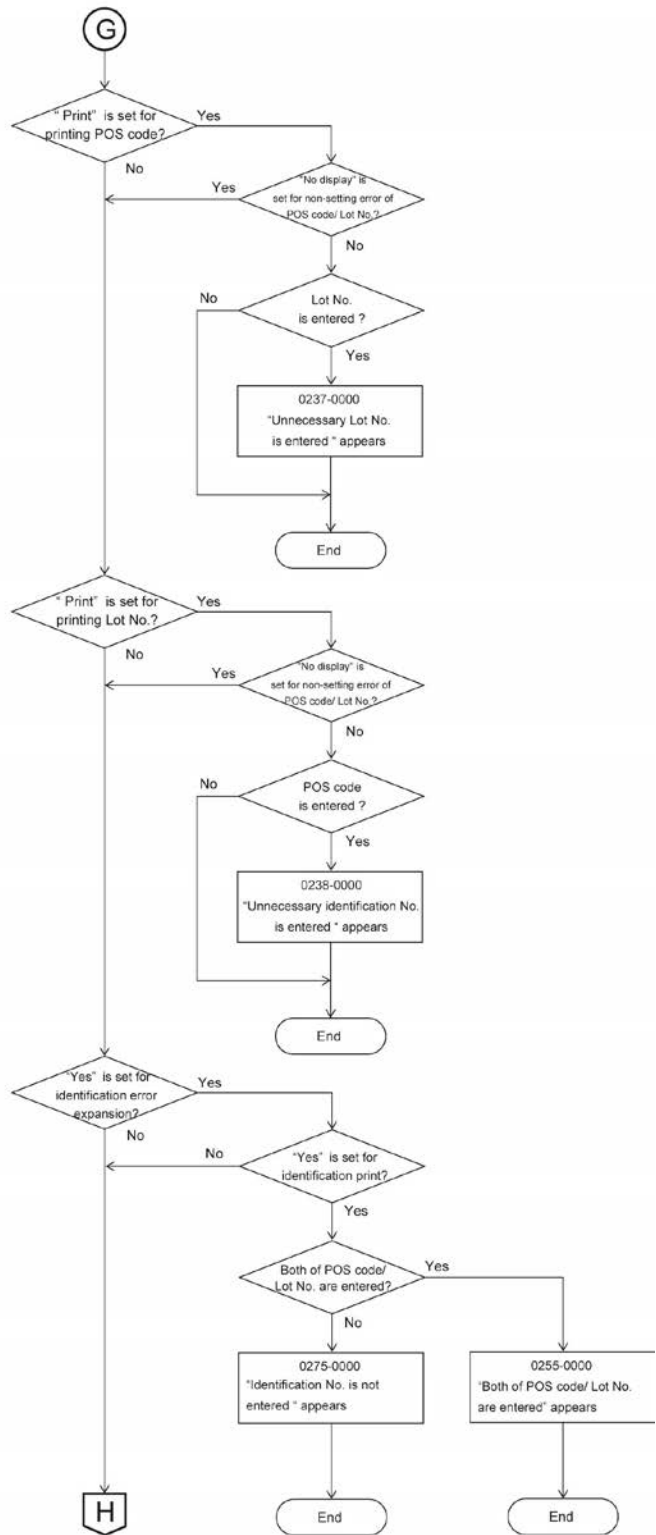 G
“ Print”  is set for
printing POS code?
Yes
No
“No display” is
set for non-setting error of
POS code/ Lot No.?
Yes
No
Lot No.
is entered ?
No
Yes
0237-0000
“Unnecessary Lot No.
is entered “ appears
End
“ Print”  is set for
printing Lot No.?
Yes
No
“No display” is
set for non-setting error of
POS code/ Lot No.?
Yes
No
POS code
is entered ?
No
Yes
0238-0000
“Unnecessary identification No.
is entered “ appears
End
“Yes”  is set for
identification error
expansion?
Yes
No
“Yes”  is set for
identification print?
No
Yes
Both of POS code/
Lot No. are entered?
Yes
No
0275-0000
“Identification No. is not
entered “ appears
0255-0000
“Both of POS code/ Lot No.
are entered” appears
H
End
End